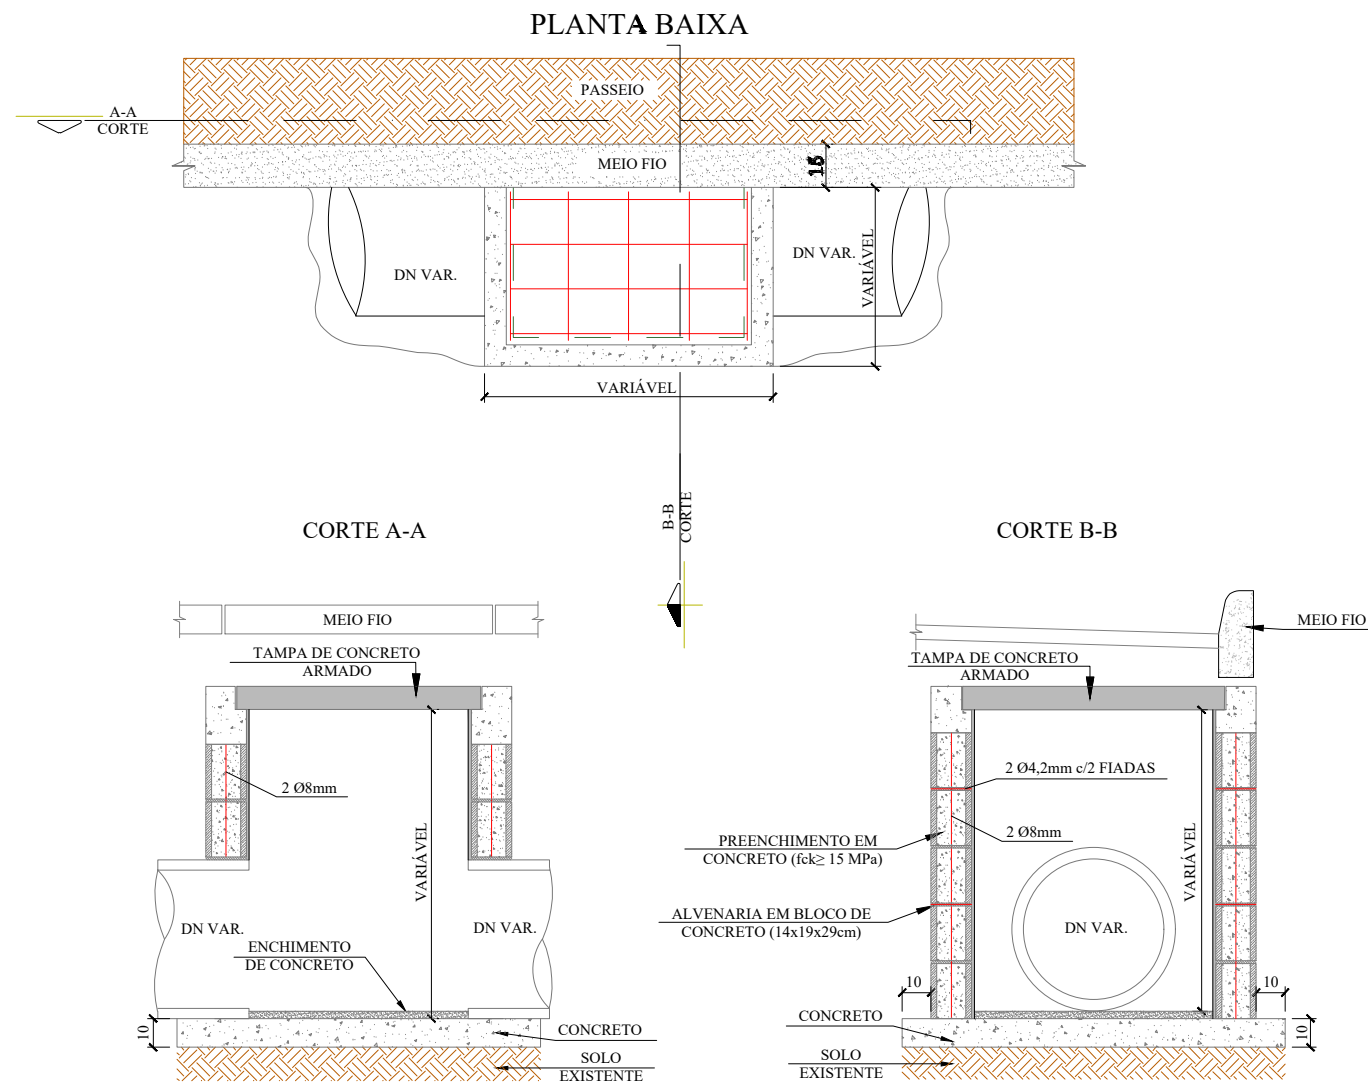 PLANTA BAIXA
PASSEIO
A-A
CORTE
MEIO FIO
15
DN VAR.
DN VAR.
VARIÁVEL
VARIÁVEL
B-B
CORTE
CORTE A-A
MEIO FIO
TAMPA DE CONCRETO
ARMADO
2 Ø8mm
VARIÁVEL
DN VAR.
DN VAR.
ENCHIMENTO
DE CONCRETO
10
CONCRETO
SOLO
EXISTENTE
CORTE B-B
MEIO FIO
TAMPA DE CONCRETO
ARMADO
2 Ø4,2mm c/2 FIADAS
2 Ø8mm
PREENCHIMENTO EM
CONCRETO (fck≥ 15 MPa)
VARIÁVEL
ALVENARIA EM BLOCO DE
CONCRETO (14x19x29cm)
DN VAR.
10
10
CONCRETO
10
SOLO
EXISTENTE